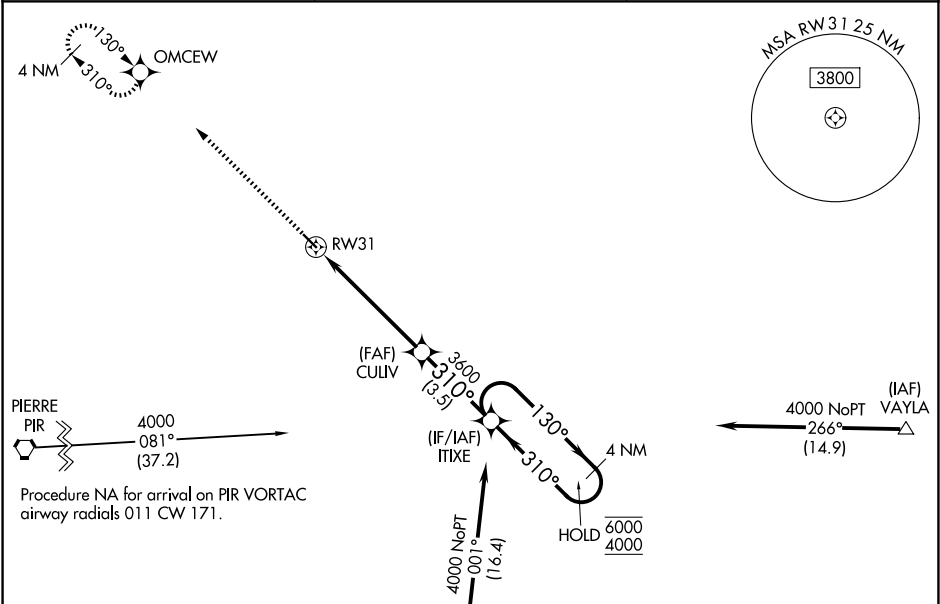 130°
OMCEW
4 NM
310°
MSA RW31 25 NM
3800
RW31
(FAF)
CULIV
3600
310°
(3.5)
PIERRE
PIR
4000
081°
(37.2)
(IF/IAF)
ITIXE
130°
310°
4 NM
4000 NoPT
266°
(14.9)
(IAF)
VAYLA
Procedure NA for arrival on PIR VORTAC
airway radials 011 CW 171.
HOLD
6000
4000
4000 NoPT
001°
(16.4)